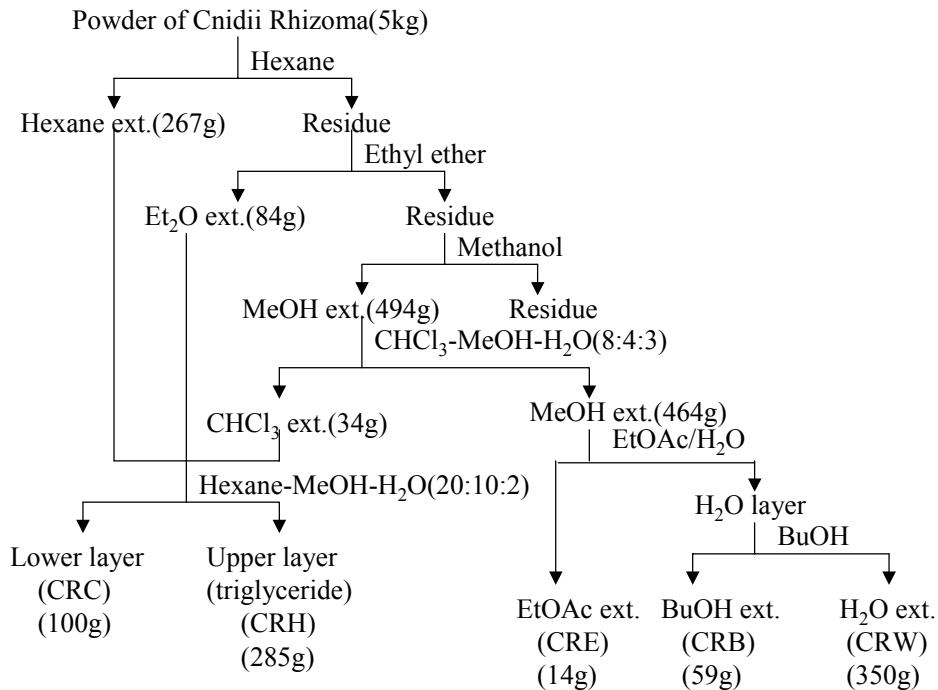 Powder of Cnidii Rhizoma(5kg)
Hexane
Hexane ext.(267g)
Residue
Ethyl ether
Et₂O ext.(84g)
Residue
Methanol
MeOH ext.(494g)
Residue
CHCl₃-MeOH-H₂O(8:4:3)
CHCl₃ ext.(34g)
MeOH ext.(464g)
EtOAc/H₂O
Hexane-MeOH-H₂O(20:10:2)
H₂O layer
BuOH
Lower layer
(CRC)
(100g)
Upper layer
(triglyceride)
(CRH)
(285g)
EtOAc ext.
(CRE)
(14g)
BuOH ext.
(CRB)
(59g)
H₂O ext.
(CRW)
(350g)